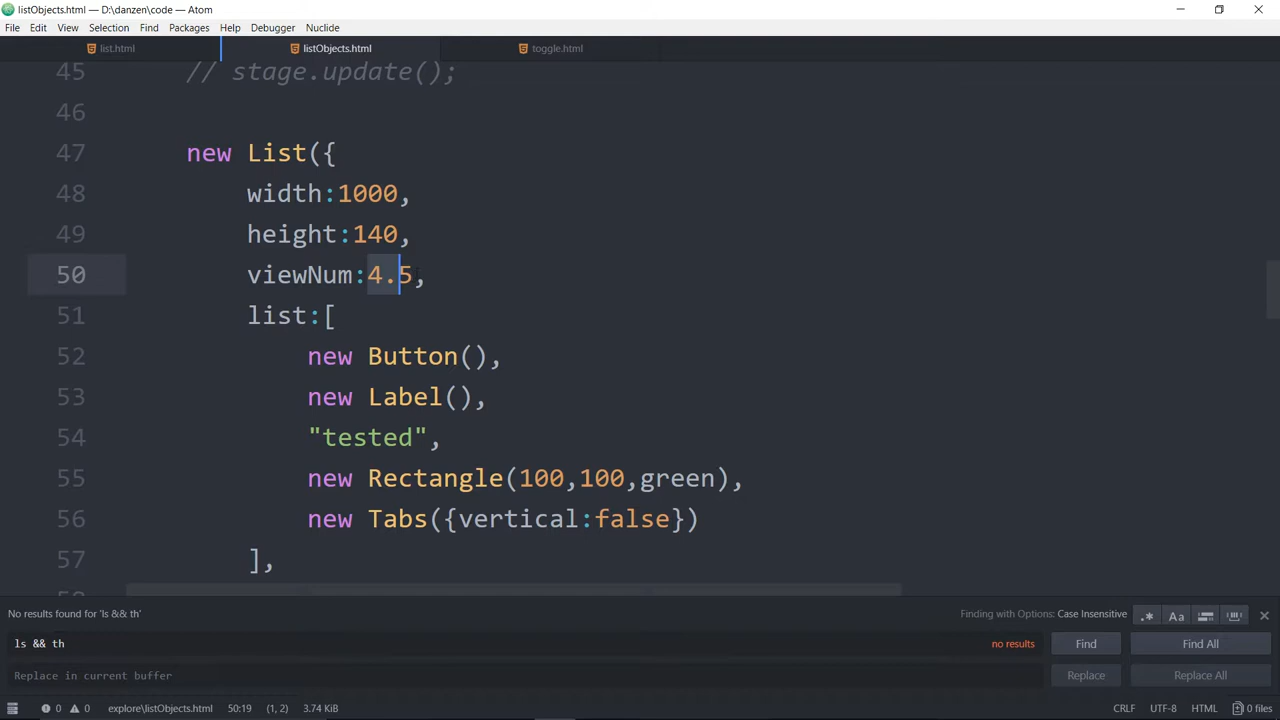 listObjects.html — D:\danzen\code — Atom
File Edit View Selection Find Packages Help Debugger Nuclide
list.html listObjects.html toggle.html
45 // stage.update();
46
47 new List({
48 width:1000,
49 height:140,
50 viewNum:4.5,
51 list:[
52 new Button(),
53 new Label(),
54 "tested",
55 new Rectangle(100,100,green),
56 new Tabs({vertical:false})
57 ],
No results found for 'ls && th' Finding with Options: Case Insensitive .* Aa
ls && th no results Find Find All
Replace in current buffer Replace Replace All
0 0 explore\listObjects.html 50:19 (1, 2) 3.74 KiB CRLF UTF-8 HTML 0 files